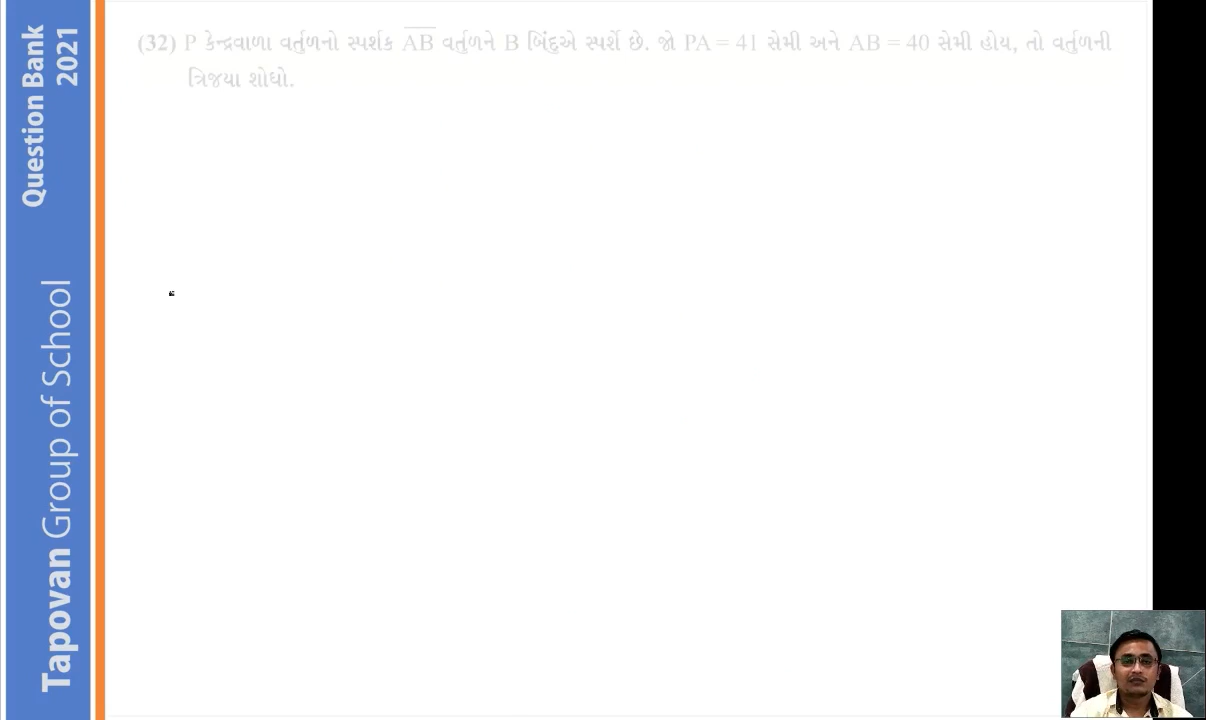 Question Bank
2021
Tapovan Group of School
(32) P કેન્દ્રવાળા વર્તુળનો સ્પર્શક AB વર્તુળને B બિંદુએ સ્પર્શે છે. જો PA = 41 સેમી અને AB = 40 સેમી હોય, તો વર્તુળની
ત્રિજયા શોધો.